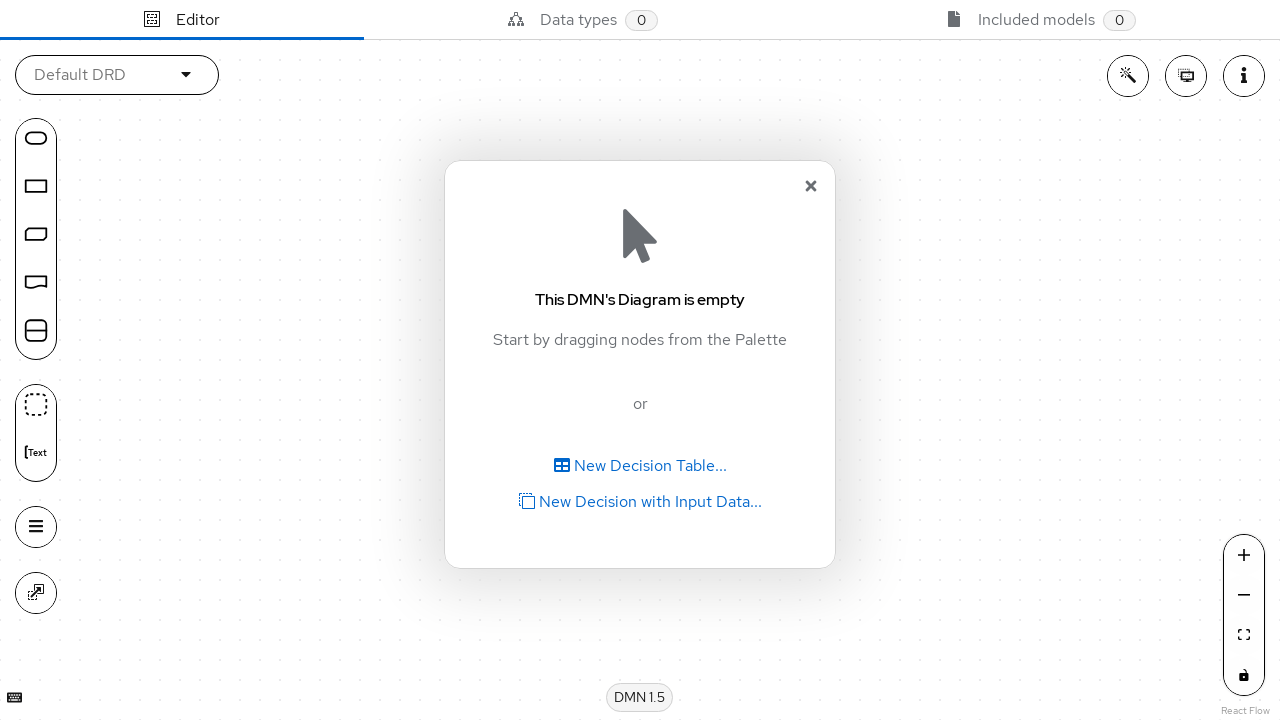 Editor
Data types 0
Included models 0
Default DRD
This DMN's Diagram is empty
Start by dragging nodes from the Palette
or
New Decision Table...
New Decision with Input Data...
Text
DMN 1.5
React Flow